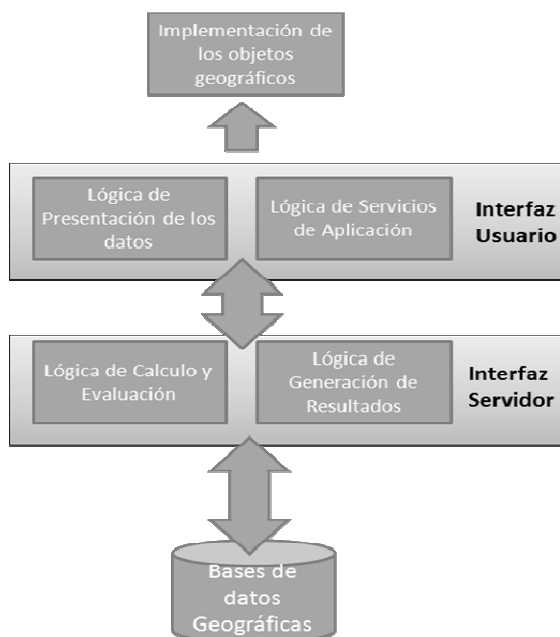 Implementación de
los objetos
geográficos
Lógica de
Presentación de los
datos
Lógica de Servicios
de Aplicación
Interfaz
Usuario
Lógica de Calculo y
Evaluación
Lógica de
Generación de
Resultados
Interfaz
Servidor
Bases de
datos
Geográficas